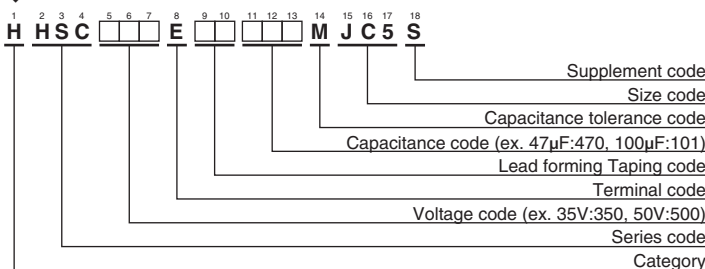 1 2 3 4 5 6 7 8 9 10 11 12 13 14 15 16 17 18
H HSC □□□ E □□ □□□ M JC5 S
Supplement code
Size code
Capacitance tolerance code
Capacitance code (ex. 47µF:470, 100µF:101)
Lead forming Taping code
Terminal code
Voltage code (ex. 35V:350, 50V:500)
Series code
Category